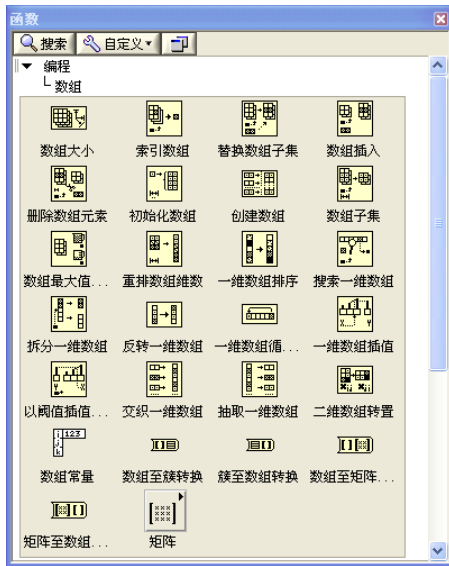 函数
搜索 自定义
编程
数组
数组大小 索引数组 替换数组子集 数组插入
删除数组元素 初始化数组 创建数组 数组子集
数组最大值... 重排数组维数 一维数组排序 搜索一维数组
拆分一维数组 反转一维数组 一维数组循... 一维数组插值
以阈值插值... 交织一维数组 抽取一维数组 二维数组转置
数组常量 数组至簇转换 簇至数组转换 数组至矩阵...
矩阵至数组... 矩阵